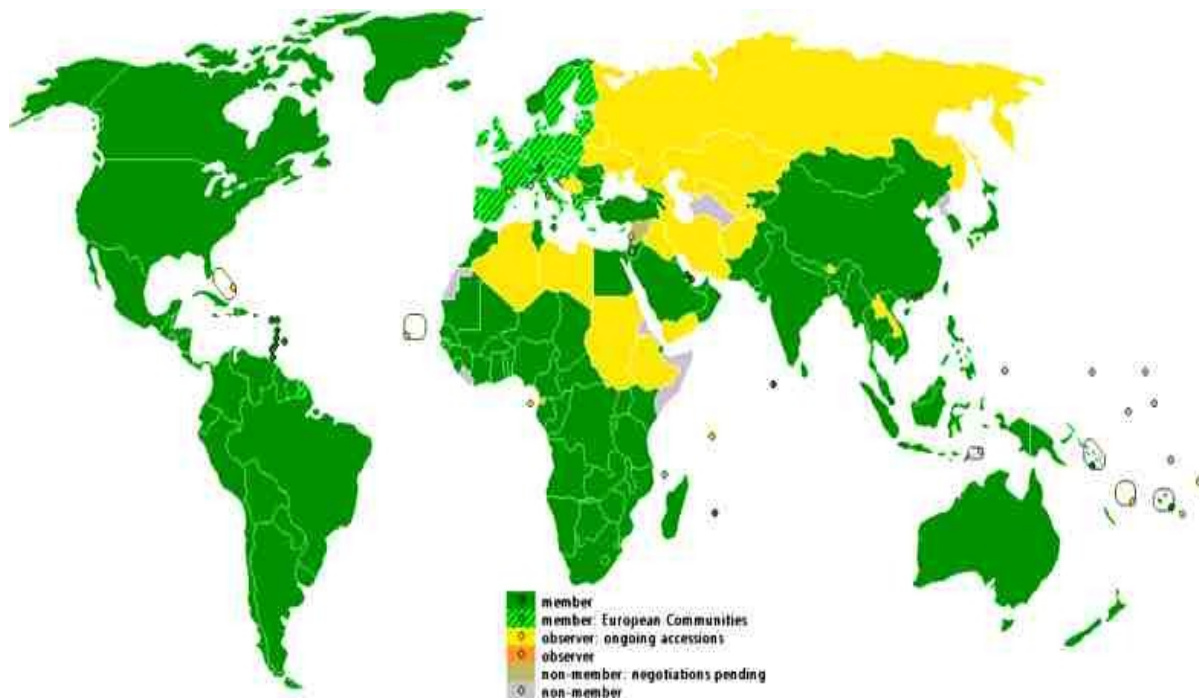 member
member: European Communities
observer: ongoing accessions
observer
non-member: negotiations pending
non-member